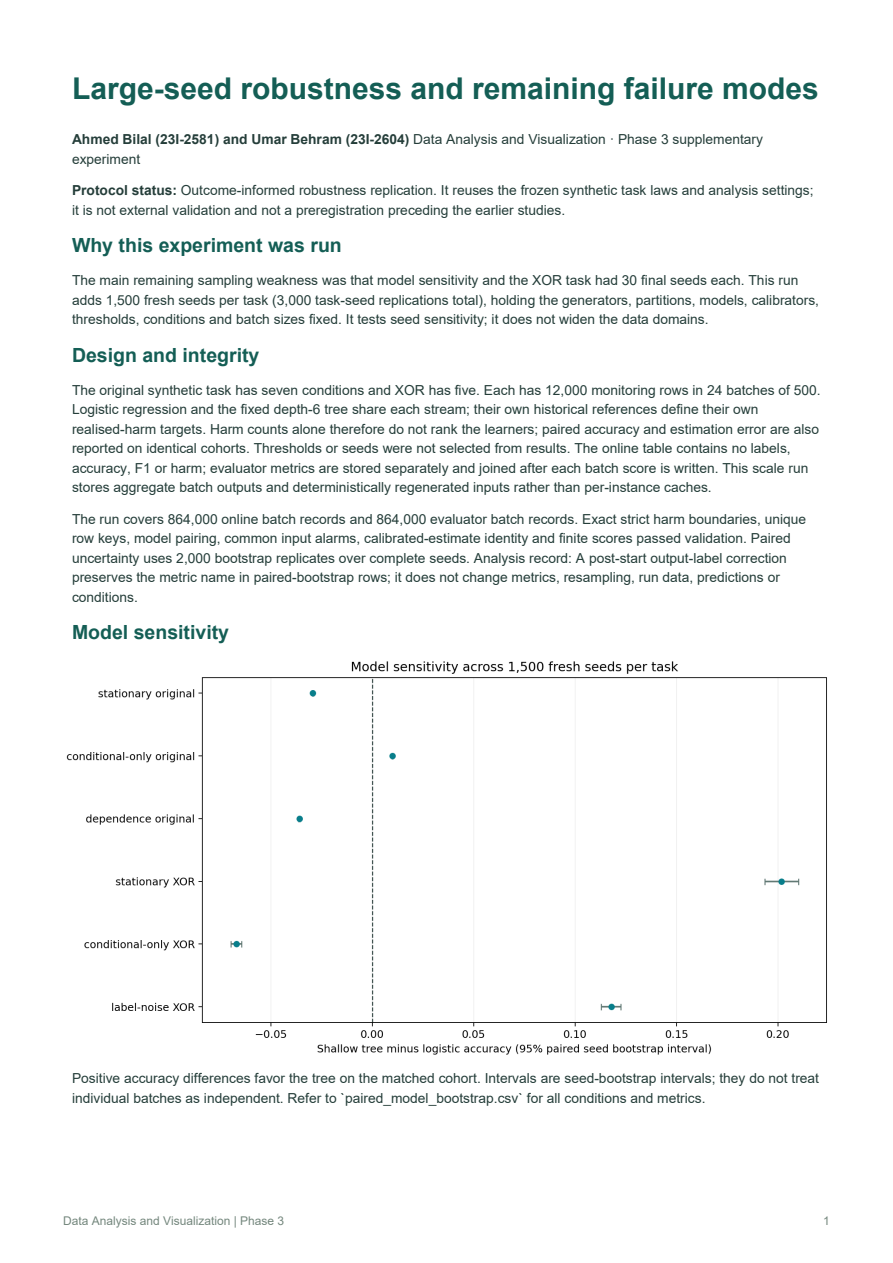 Large-seed robustness and remaining failure modes
Ahmed Bilal (23I-2581) and Umar Behram (23I-2604) Data Analysis and Visualization · Phase 3 supplementary
experiment
Protocol status: Outcome-informed robustness replication. It reuses the frozen synthetic task laws and analysis settings;
it is not external validation and not a preregistration preceding the earlier studies.
Why this experiment was run
The main remaining sampling weakness was that model sensitivity and the XOR task had 30 final seeds each. This run
adds 1,500 fresh seeds per task (3,000 task-seed replications total), holding the generators, partitions, models, calibrators,
thresholds, conditions and batch sizes fixed. It tests seed sensitivity; it does not widen the data domains.
Design and integrity
The original synthetic task has seven conditions and XOR has five. Each has 12,000 monitoring rows in 24 batches of 500.
Logistic regression and the fixed depth-6 tree share each stream; their own historical references define their own
realised-harm targets. Harm counts alone therefore do not rank the learners; paired accuracy and estimation error are also
reported on identical cohorts. Thresholds or seeds were not selected from results. The online table contains no labels,
accuracy, F1 or harm; evaluator metrics are stored separately and joined after each batch score is written. This scale run
stores aggregate batch outputs and deterministically regenerated inputs rather than per-instance caches.
The run covers 864,000 online batch records and 864,000 evaluator batch records. Exact strict harm boundaries, unique
row keys, model pairing, common input alarms, calibrated-estimate identity and finite scores passed validation. Paired
uncertainty uses 2,000 bootstrap replicates over complete seeds. Analysis record: A post-start output-label correction
preserves the metric name in paired-bootstrap rows; it does not change metrics, resampling, run data, predictions or
conditions.
Model sensitivity
Model sensitivity across 1,500 fresh seeds per task
stationary original
conditional-only original
dependence original
stationary XOR
conditional-only XOR
label-noise XOR
−0.05 0.00 0.05 0.10 0.15 0.20
Shallow tree minus logistic accuracy (95% paired seed bootstrap interval)
Positive accuracy differences favor the tree on the matched cohort. Intervals are seed-bootstrap intervals; they do not treat
individual batches as independent. Refer to `paired_model_bootstrap.csv` for all conditions and metrics.
Data Analysis and Visualization | Phase 3 1